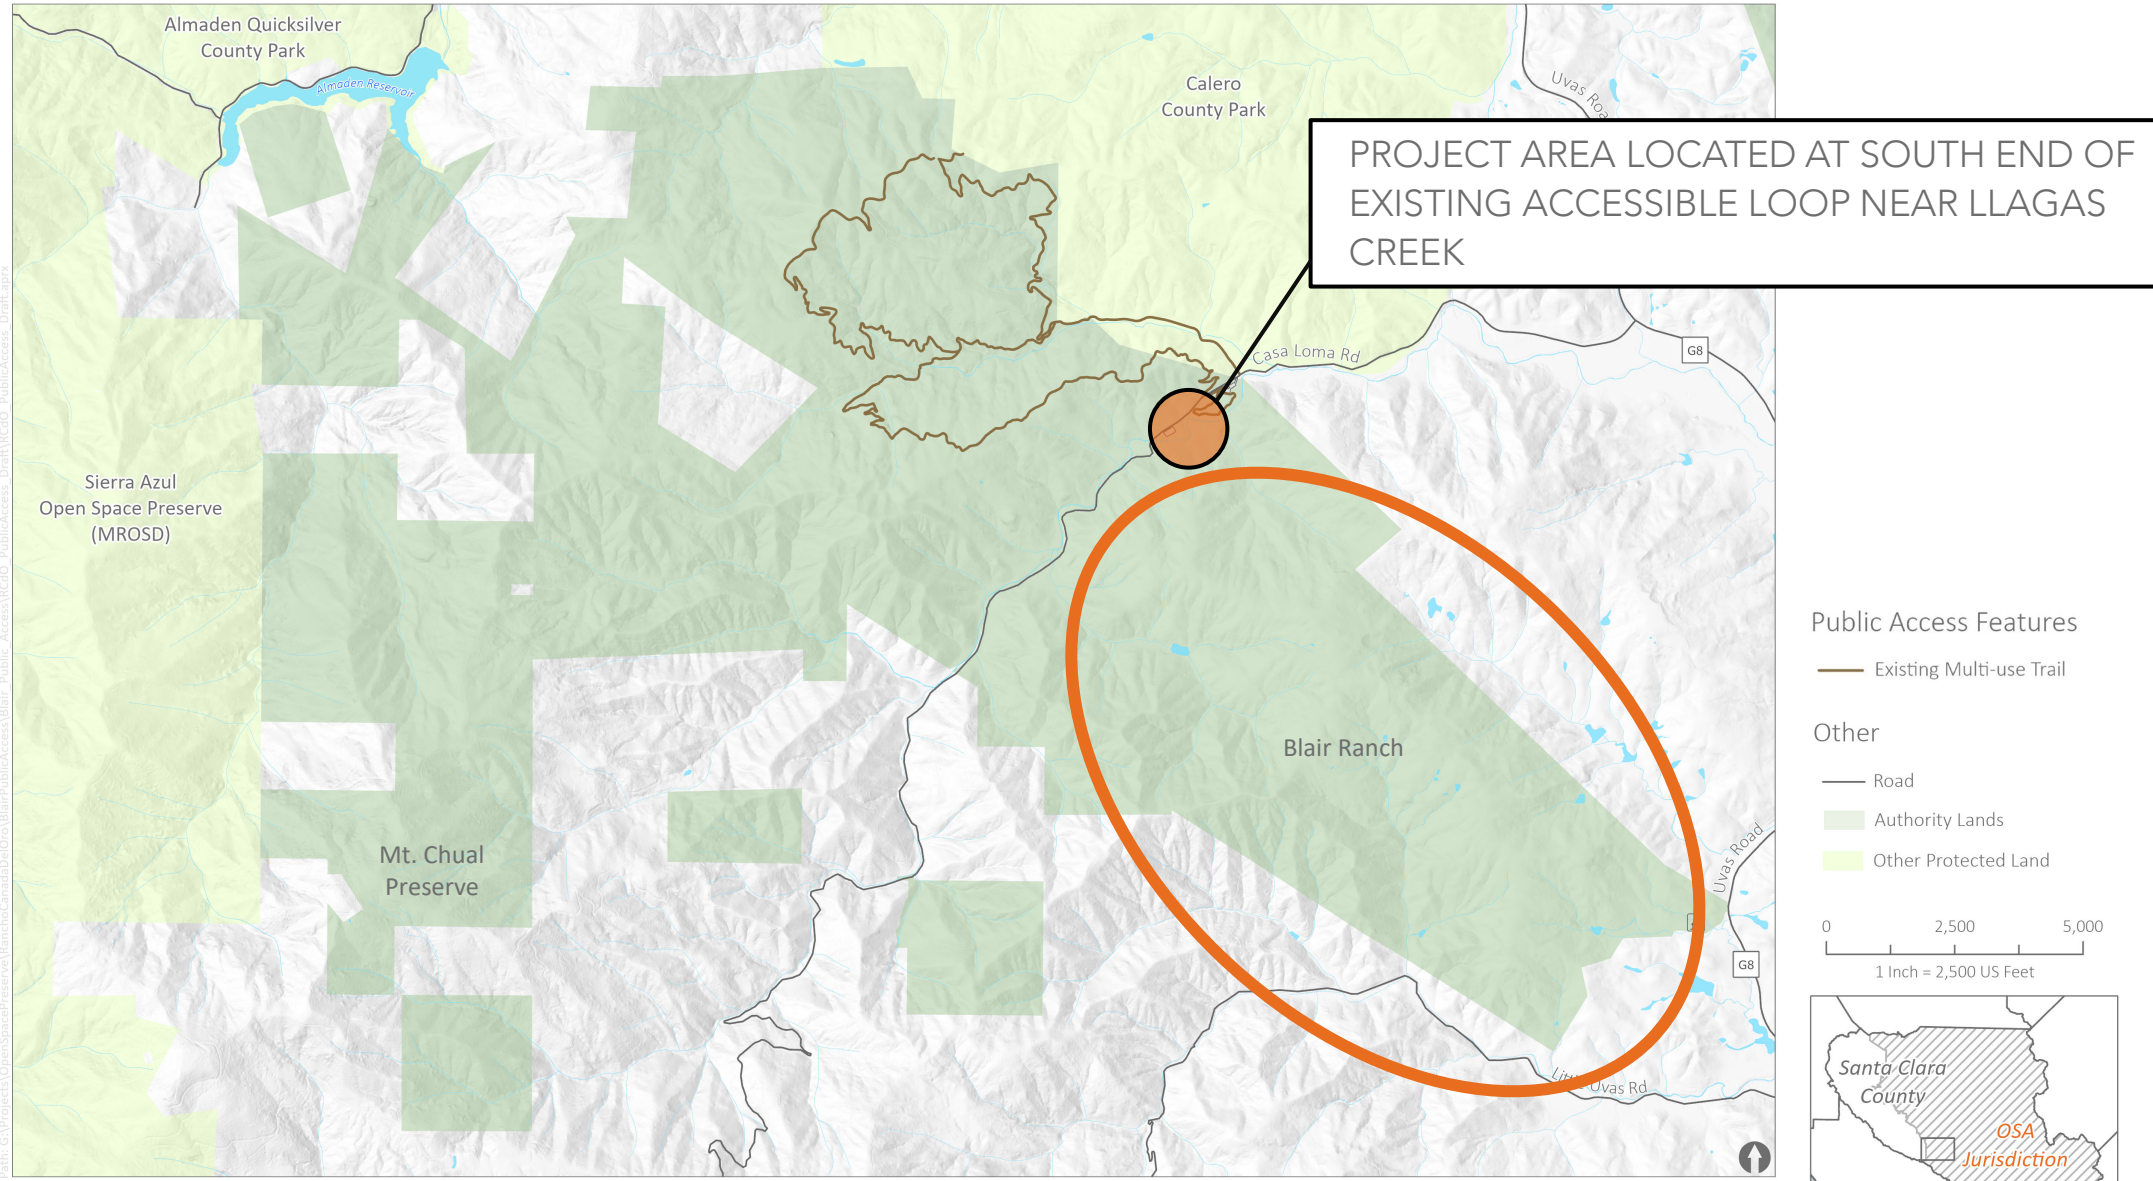 Almaden Quicksilver
County Park
Almaden Reservoir
Calero
County Park
Uvas Roa
PROJECT AREA LOCATED AT SOUTH END OF
EXISTING ACCESSIBLE LOOP NEAR LLAGAS
CREEK
Casa Loma Rd
G8
Sierra Azul
Open Space Preserve
(MROSD)
Blair Ranch
Mt. Chual
Preserve
Uvas Road
G8
Little Uvas Rd
Public Access Features
Existing Multi-use Trail
Other
Road
Authority Lands
Other Protected Land
0 2,500 5,000
1 Inch = 2,500 US Feet
Santa Clara
County
OSA
Jurisdiction